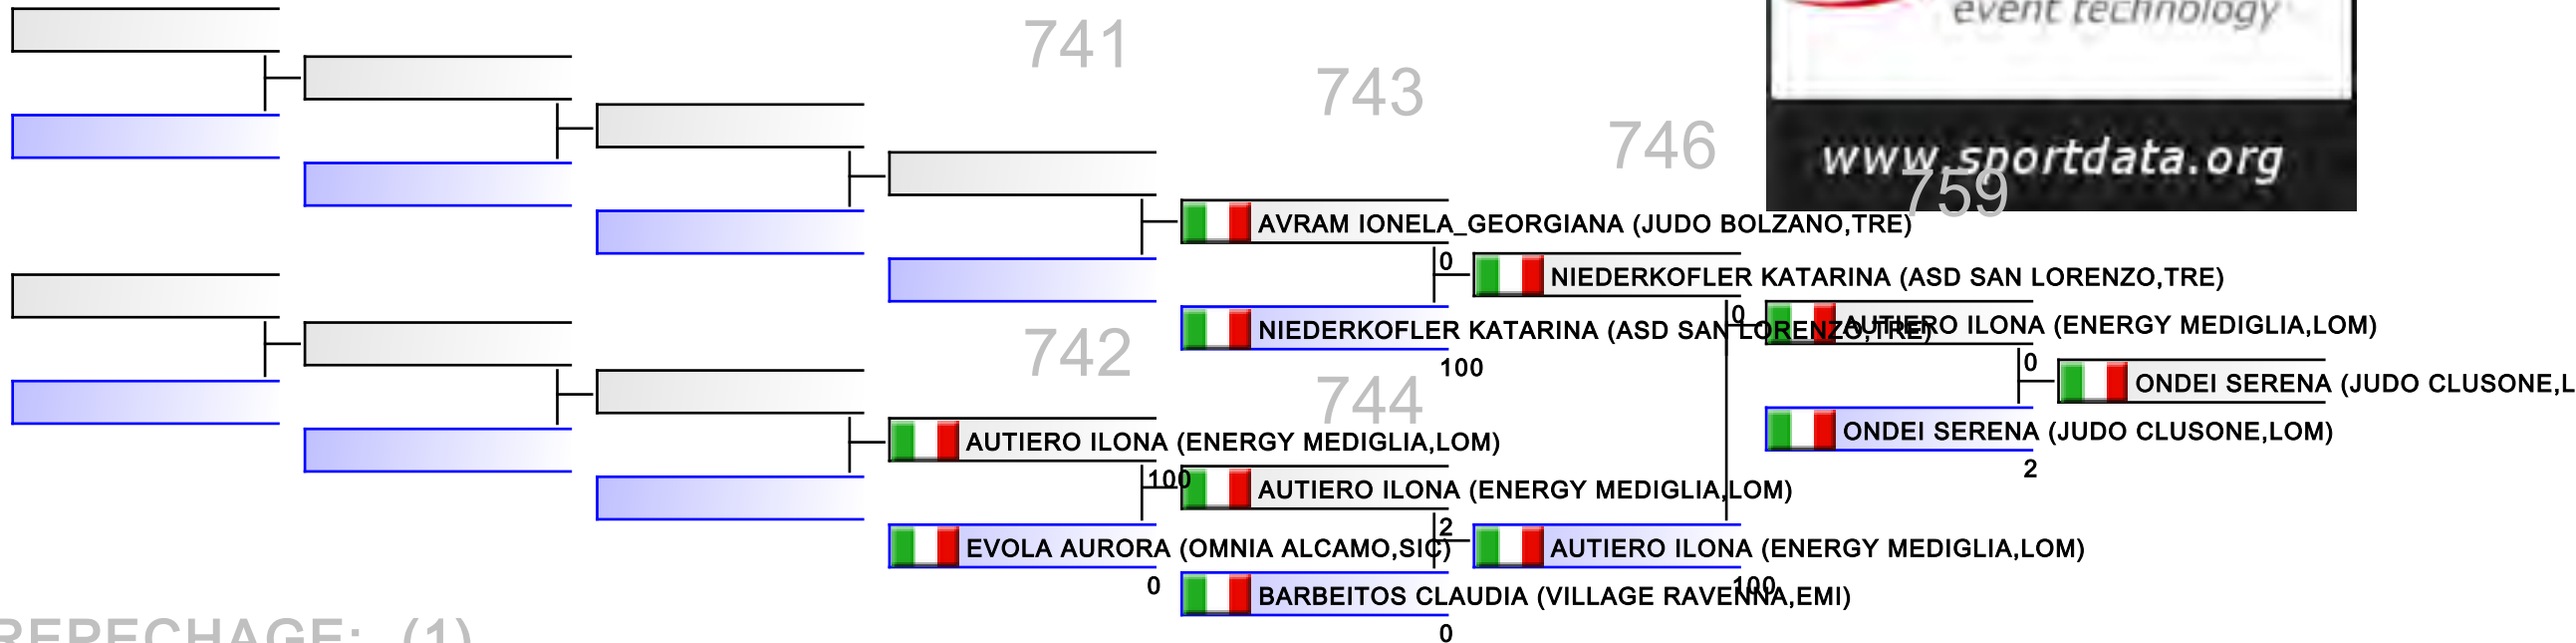 event technology
www.sportdata.org
741
743
746
759
AVRAM IONELA_GEORGIANA (JUDO BOLZANO,TRE)
0
NIEDERKOFLER KATARINA (ASD SAN LORENZO,TRE)
NIEDERKOFLER KATARINA (ASD SAN LORENZO,TRE)
100
0
AUTIERO ILONA (ENERGY MEDIGLIA,LOM)
0
ONDEI SERENA (JUDO CLUSONE,L
ONDEI SERENA (JUDO CLUSONE,LOM)
2
742
744
AUTIERO ILONA (ENERGY MEDIGLIA,LOM)
100
AUTIERO ILONA (ENERGY MEDIGLIA,LOM)
EVOLA AURORA (OMNIA ALCAMO,SIC)
0
2
AUTIERO ILONA (ENERGY MEDIGLIA,LOM)
100
BARBEITOS CLAUDIA (VILLAGE RAVENNA,EMI)
0
REPECHAGE: (1)